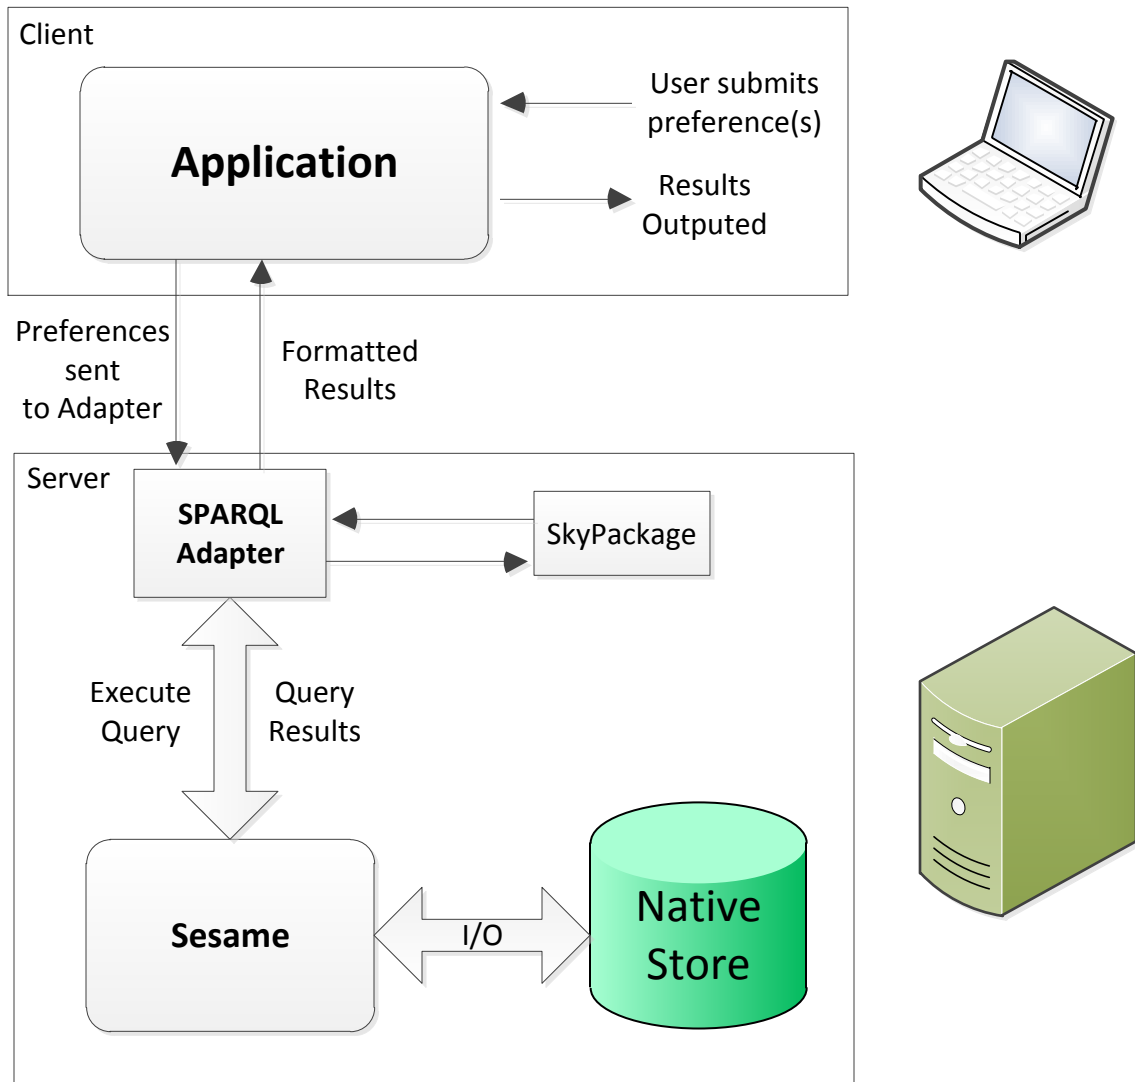 Client
Application
User submits
preference(s)
Results
Outputed
Preferences
sent
to Adapter
Formatted
Results
Server
SPARQL
Adapter
SkyPackage
Execute
Query
Query
Results
Sesame
I/O
Native
Store